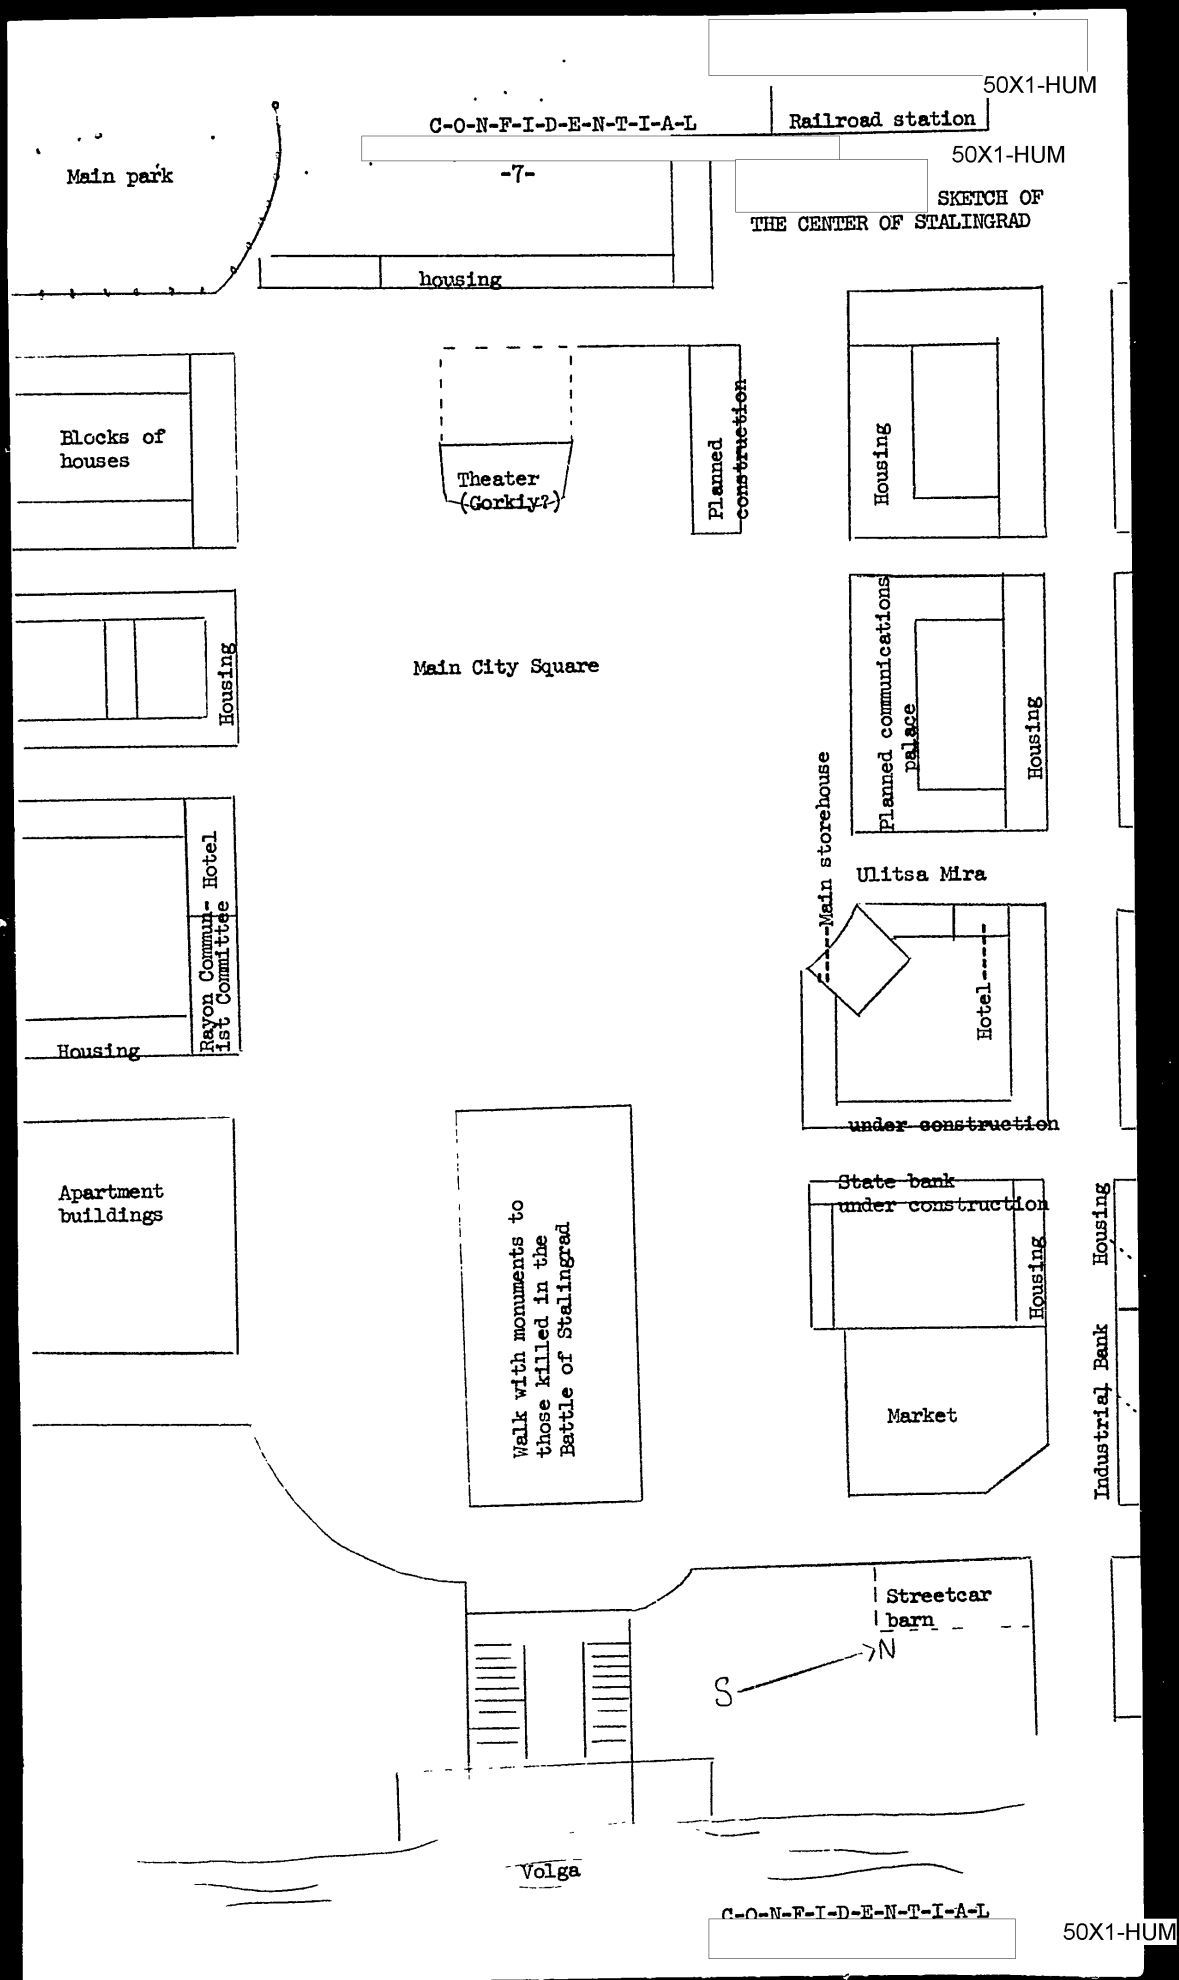 50X1-HUM
C-O-N-F-I-D-E-N-T-I-A-L
Railroad station
50X1-HUM
Main park
-7-
SKETCH OF
THE CENTER OF STALINGRAD
housing
Blocks of
houses
Theater
(Gorkiy?)
Planned
construction
Housing
Main City Square
Housing
Planned communications
palace
Housing
Main storehouse
Ulitsa Mira
Hotel
Rayon Commun-
ist Committee
Housing
Hotel
under construction
Apartment
buildings
State bank
under construction
Housing
Housing
Walk with monuments to
those killed in the
Battle of Stalingrad
Market
Industrial Bank
Streetcar
barn
N
S
Volga
C-O-N-F-I-D-E-N-T-I-A-L
50X1-HUM